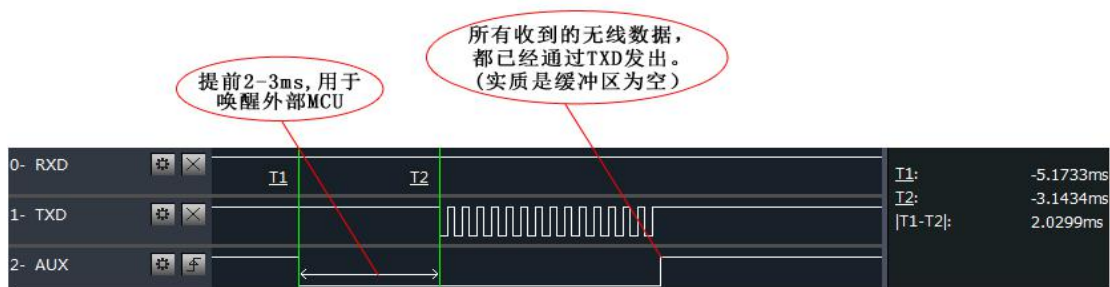 所有收到的无线数据，
都已经通过TXD发出。
(实质是缓冲区为空)
提前2-3ms,用于
唤醒外部MCU
0- RXD
T1
T2
1- TXD
2- AUX
T1: -5.1733ms
T2: -3.1434ms
|T1-T2|: 2.0299ms